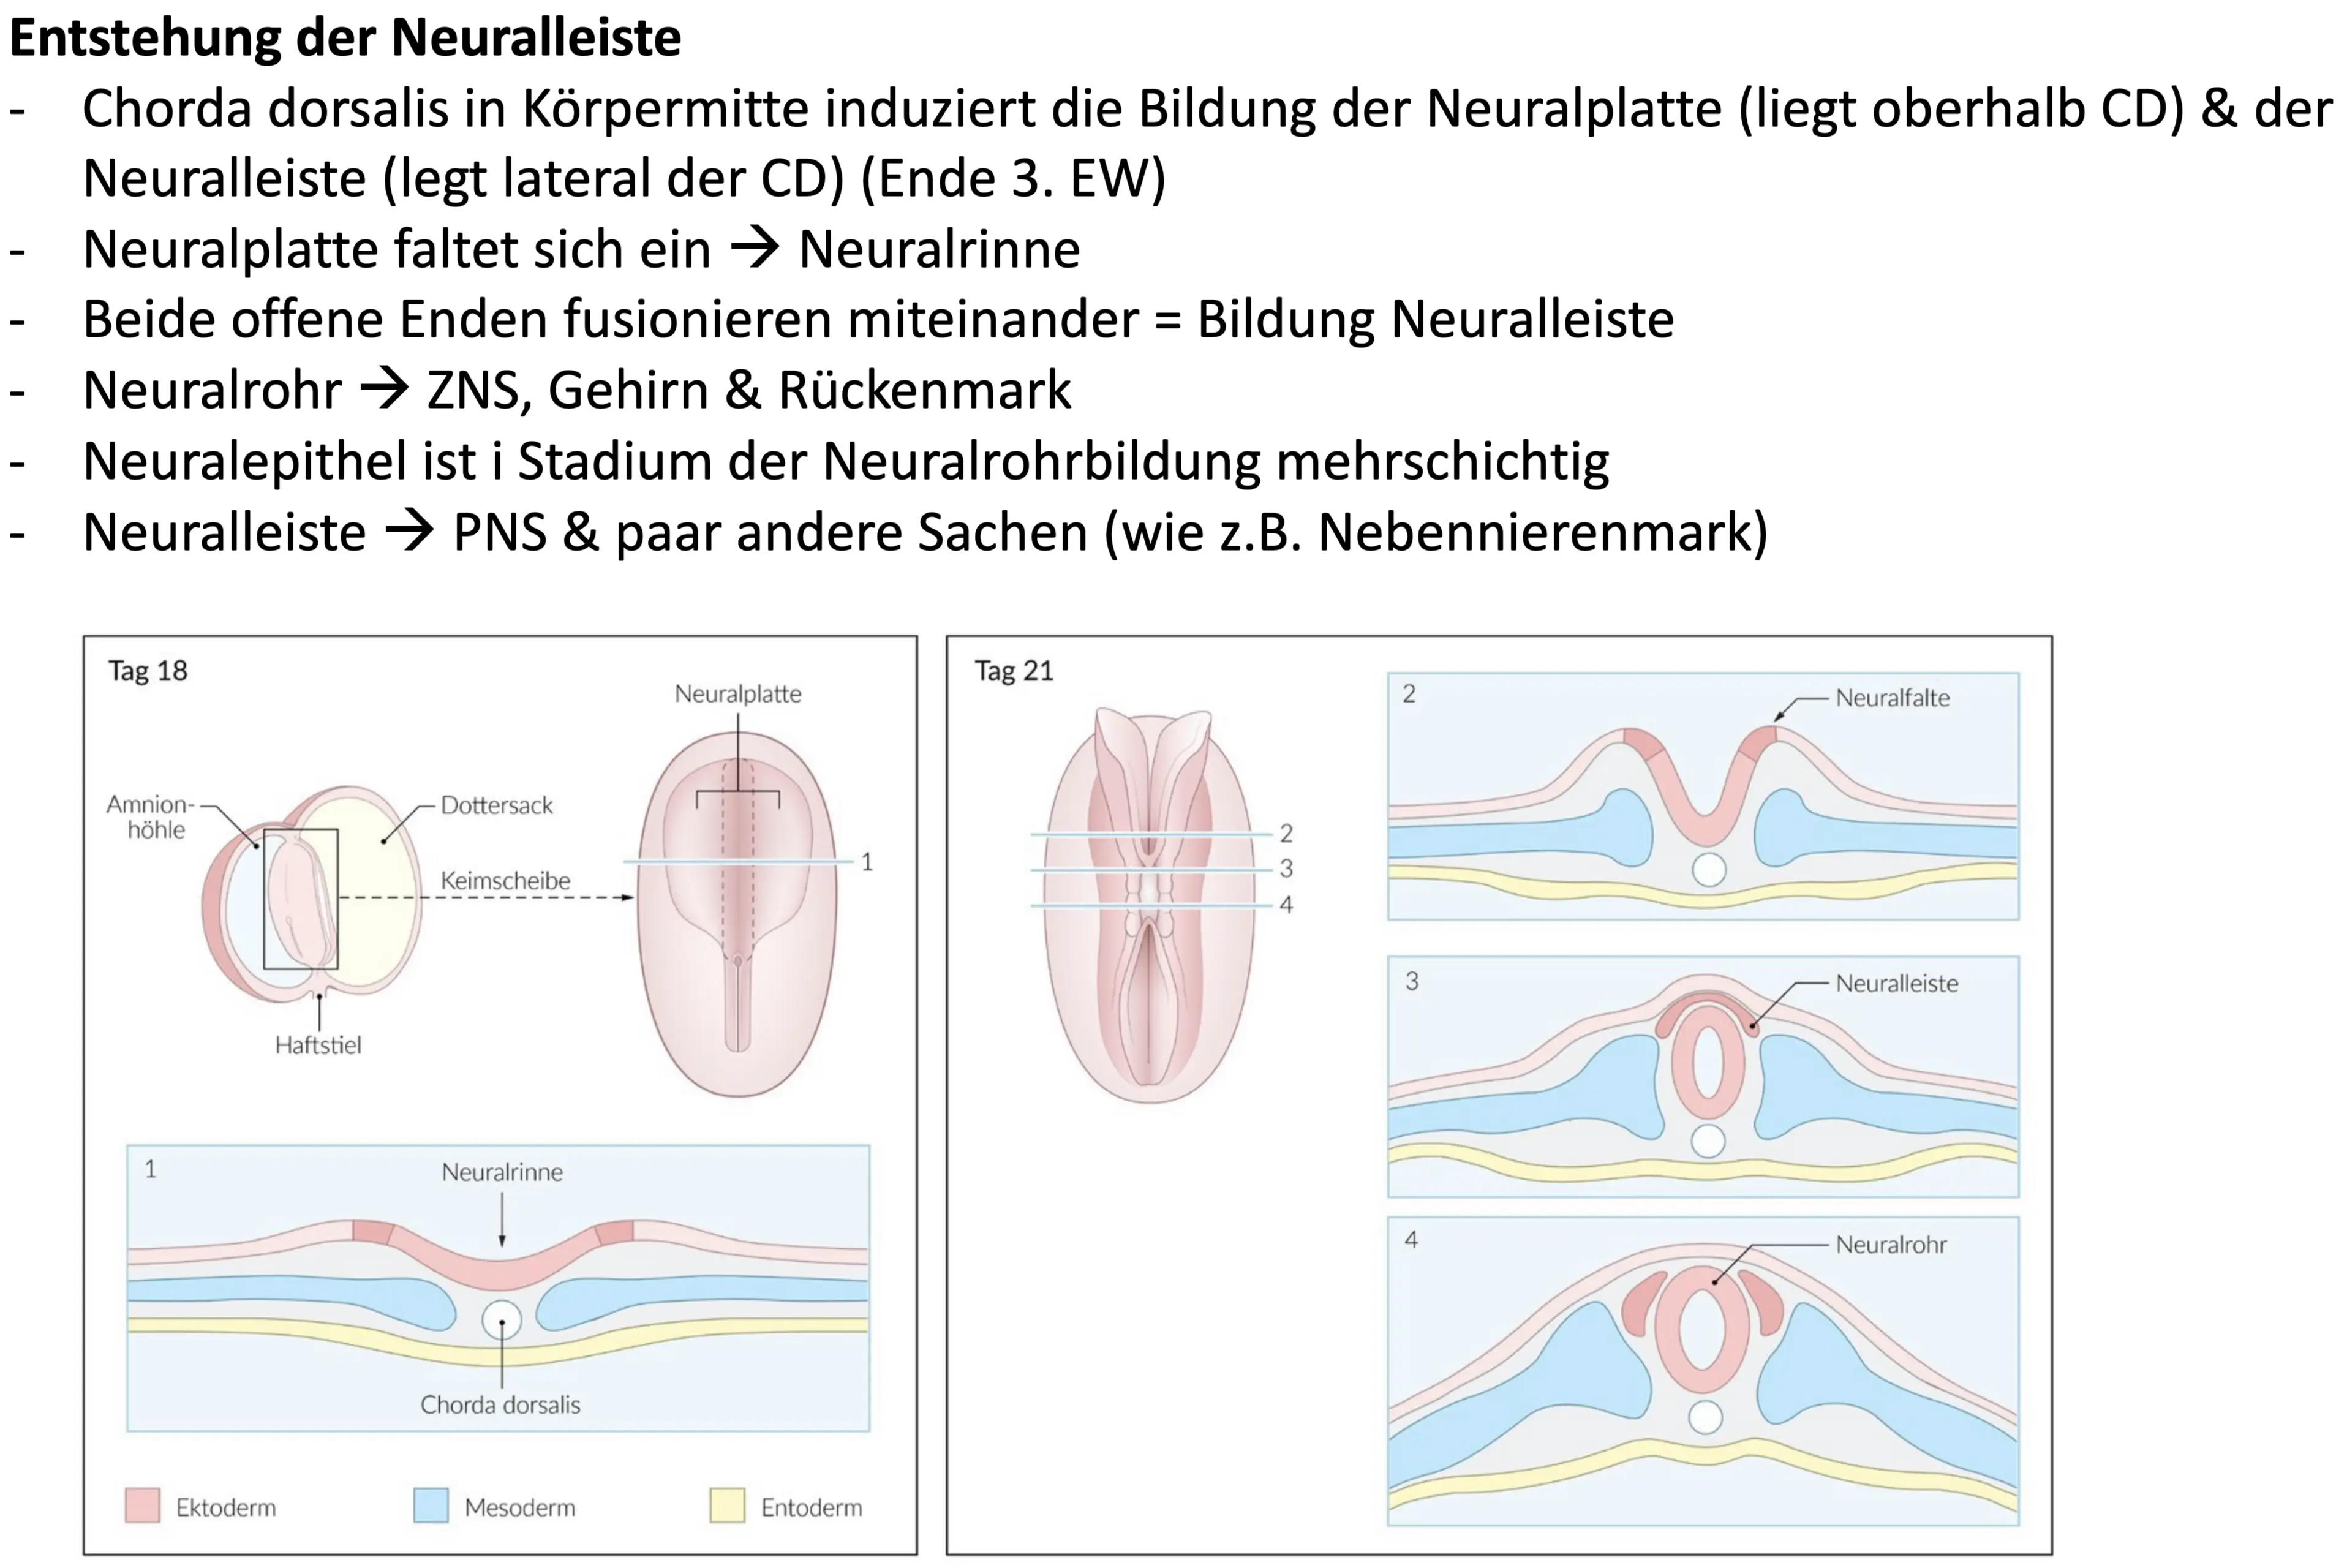 Entstehung der Neuralleiste
- Chorda dorsalis in Körpermitte induziert die Bildung der Neuralplatte (liegt oberhalb CD) & der
Neuralleiste (legt lateral der CD) (Ende 3. EW)
- Neuralplatte faltet sich ein → Neuralrinne
- Beide offene Enden fusionieren miteinander = Bildung Neuralleiste
- Neuralrohr → ZNS, Gehirn & Rückenmark
- Neuralepithel ist i Stadium der Neuralrohrbildung mehrschichtig
- Neuralleiste → PNS & paar andere Sachen (wie z.B. Nebennierenmark)
Tag 18
Neuralplatte
Amnion-
höhle
Dottersack
Keimscheibe
1
Haftstiel
1
Neuralrinne
Chorda dorsalis
Ektoderm
Mesoderm
Entoderm
Tag 21
2
3
4
2
Neuralfalte
3
Neuralleiste
4
Neuralrohr